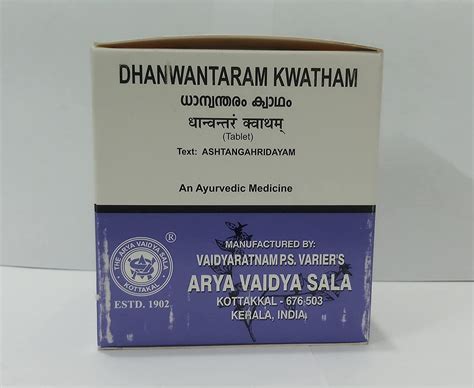 DHANWANTARAM KWATHAM
ധാന്വന്തരം ക്വാഥം
धान्वन्तरं क्वाथम्
(Tablet)
Text: ASHTANGAHRIDAYAM
An Ayurvedic Medicine
THE ARYA VAIDYA SALA
KOTTAKKAL
®
ESTD. 1902
MANUFACTURED BY:
VAIDYARATNAM P.S. VARIER'S
ARYA VAIDYA SALA
KOTTAKKAL - 676 503
KERALA, INDIA